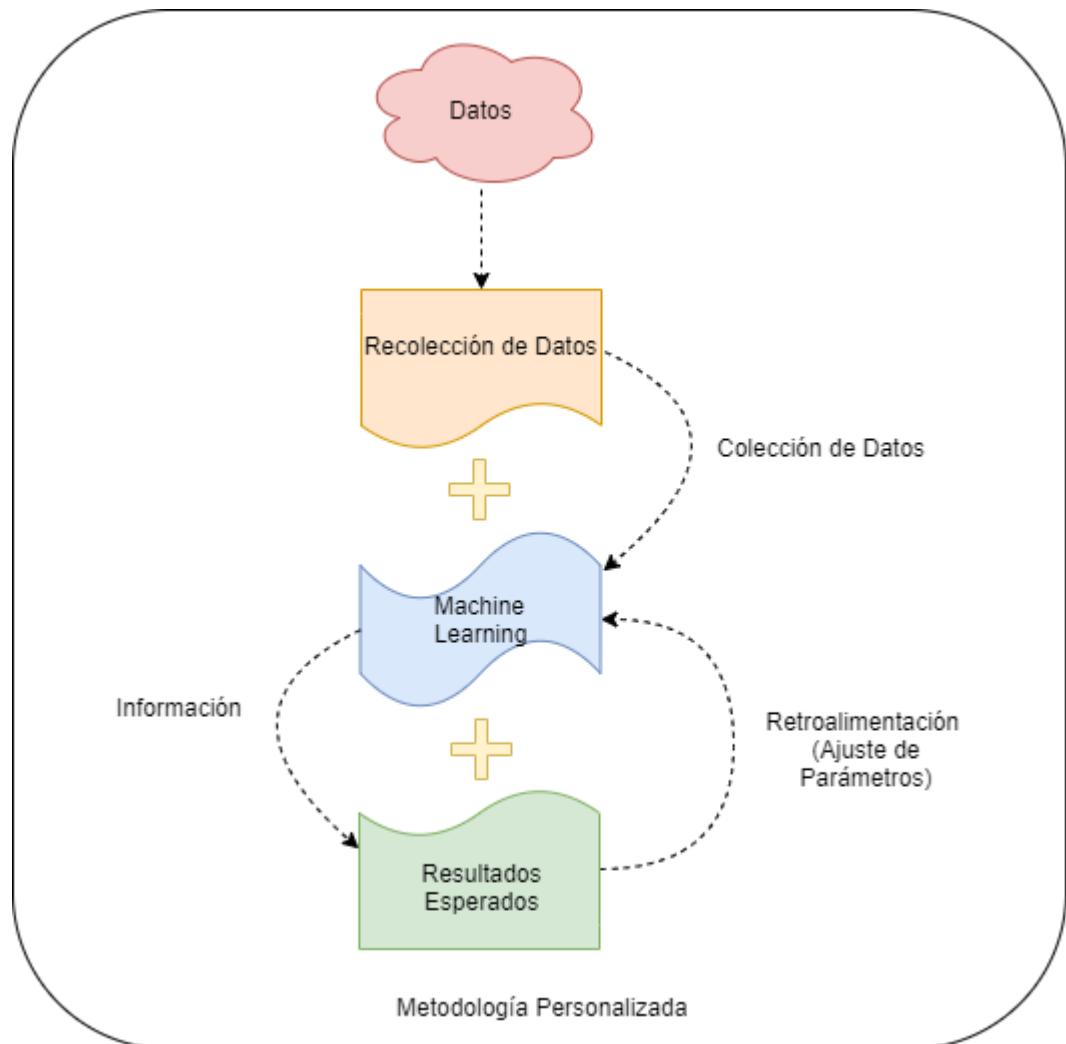 Datos
Recolección de Datos
Colección de Datos
Machine
Learning
Información
Retroalimentación
(Ajuste de
Parámetros)
Resultados
Esperados
Metodología Personalizada